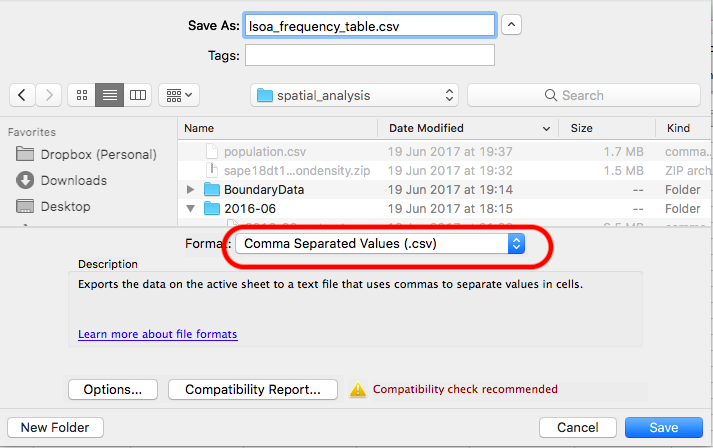 Save As: lsoa_frequency_table.csv
Tags:
spatial_analysis
Search
Favorites
Dropbox (Personal)
Downloads
Desktop
Name Date Modified Size Kind
population.csv 19 Jun 2017 at 19:37 1.7 MB comma...
sape18dt1...ondensity.zip 19 Jun 2017 at 19:32 1.5 MB ZIP arch
BoundaryData 19 Jun 2017 at 19:14 -- Folder
2016-06 19 Jun 2017 at 18:15 -- Folder
Format: Comma Separated Values (.csv)
Description
Exports the data on the active sheet to a text file that uses commas to separate values in cells.
Learn more about file formats
Options... Compatibility Report... Compatibility check recommended
New Folder Cancel Save